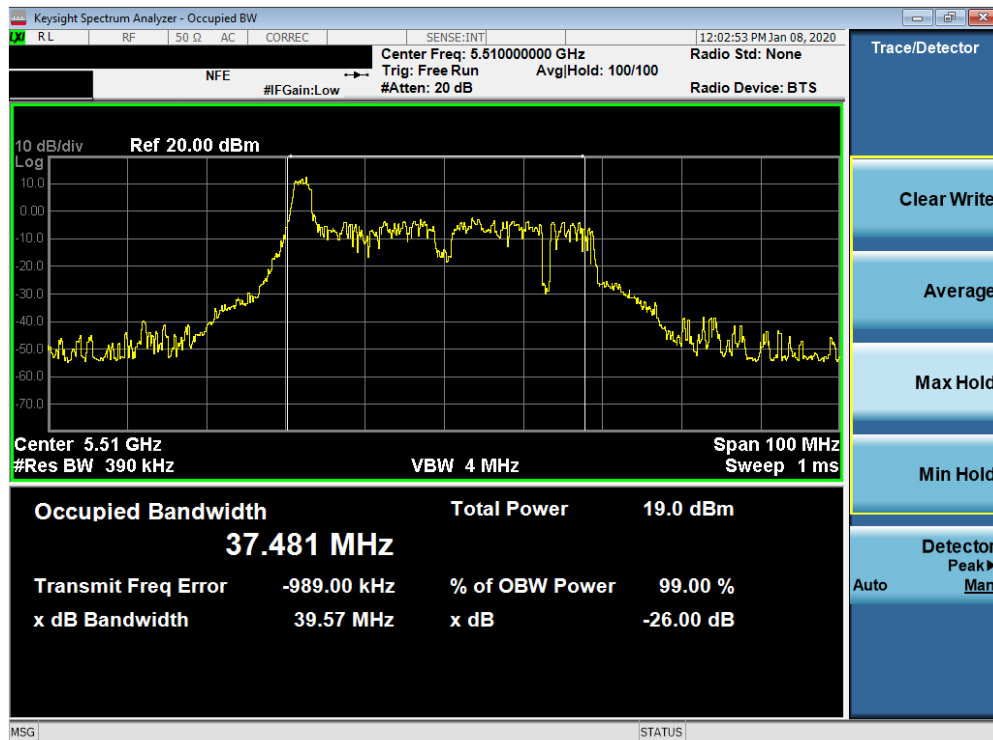 Keysight Spectrum Analyzer - Occupied BW
LXI RL RF 50 Ω AC CORREC SENSE:INT 12:02:53 PM Jan 08, 2020
Center Freq: 5.510000000 GHz Radio Std: None
NFE Trig: Free Run Avg|Hold: 100/100
#IFGain:Low #Atten: 20 dB Radio Device: BTS
10 dB/div Ref 20.00 dBm
Log
10.0
0.00
-10.0
-20.0
-30.0
-40.0
-50.0
-60.0
-70.0
Center 5.51 GHz Span 100 MHz
#Res BW 390 kHz VBW 4 MHz Sweep 1 ms
Occupied Bandwidth Total Power 19.0 dBm
37.481 MHz
Transmit Freq Error -989.00 kHz % of OBW Power 99.00 %
x dB Bandwidth 39.57 MHz x dB -26.00 dB
Trace/Detector
Clear Write
Average
Max Hold
Min Hold
Detector
Peak▶
Auto Man
MSG STATUS